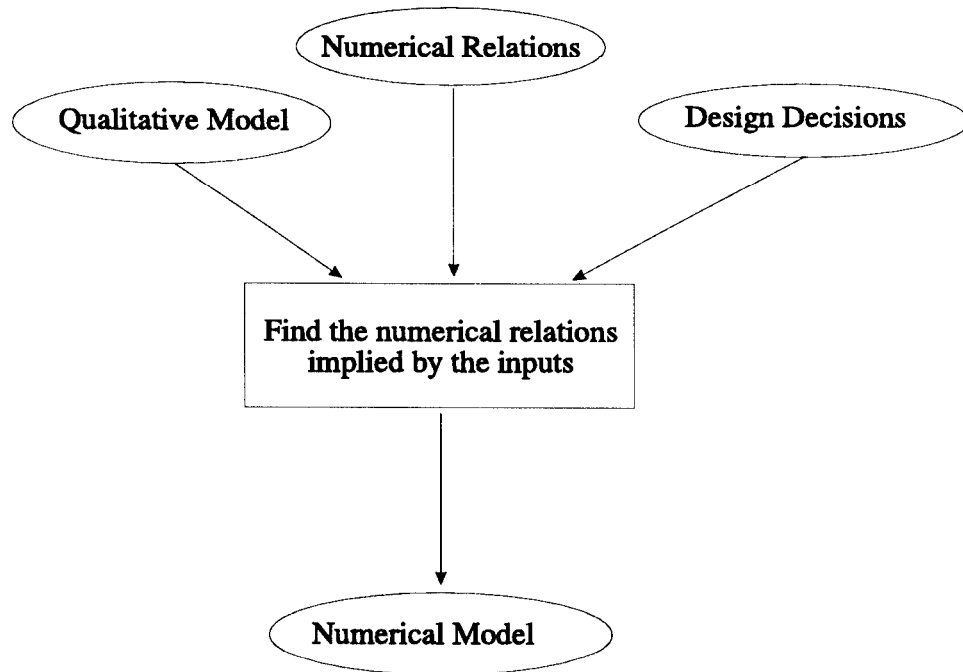 Numerical Relations
Qualitative Model
Design Decisions
Find the numerical relations
implied by the inputs
Numerical Model